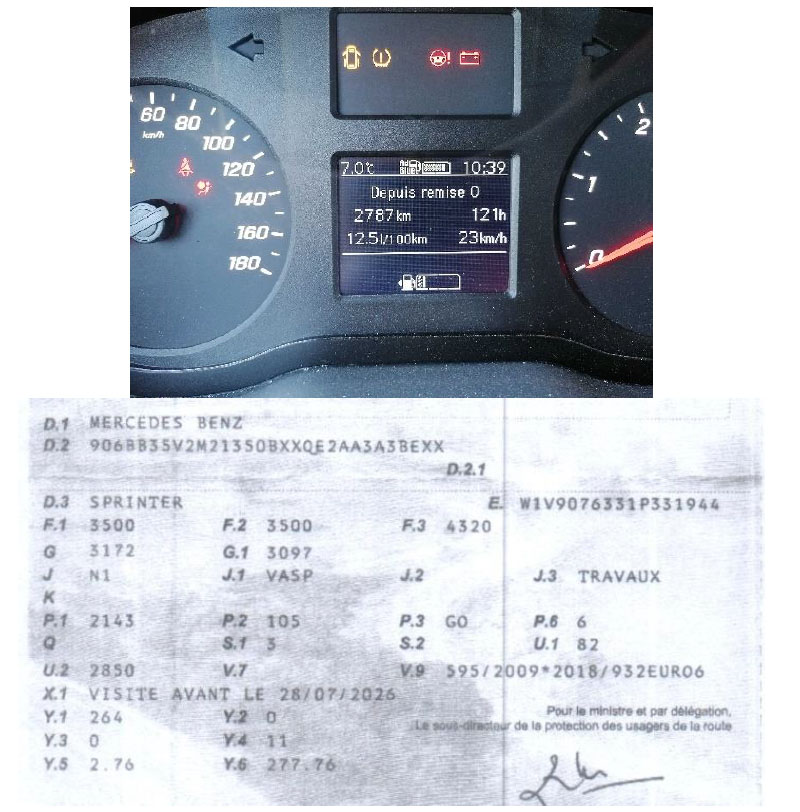 60
80
100
120
140
160
180
km/h
7.0°C AdBLUE 10:39
Depuis remise 0
2787 km 121h
12.5l/100km 23km/h
2
1
0
D.1 MERCEDES BENZ
D.2 906BB35V2M2135OBXXQE2AA3A3BEXX
D.2.1
D.3 SPRINTER E. W1V9076331P331944
F.1 3500 F.2 3500 F.3 4320
G 3172 G.1 3097
J N1 J.1 VASP J.2 J.3 TRAVAUX
K
P.1 2143 P.2 105 P.3 GO P.6 6
Q S.1 3 S.2 U.1 82
U.2 2850 V.7 V.9 595/2009*2018/932EURO6
X.1 VISITE AVANT LE 28/07/2026
Pour le ministre et par délégation,
Y.1 264 Y.2 0
Le sous-directeur de la protection des usagers de la route
Y.3 0 Y.4 11
Y.5 2.76 Y.6 277.76